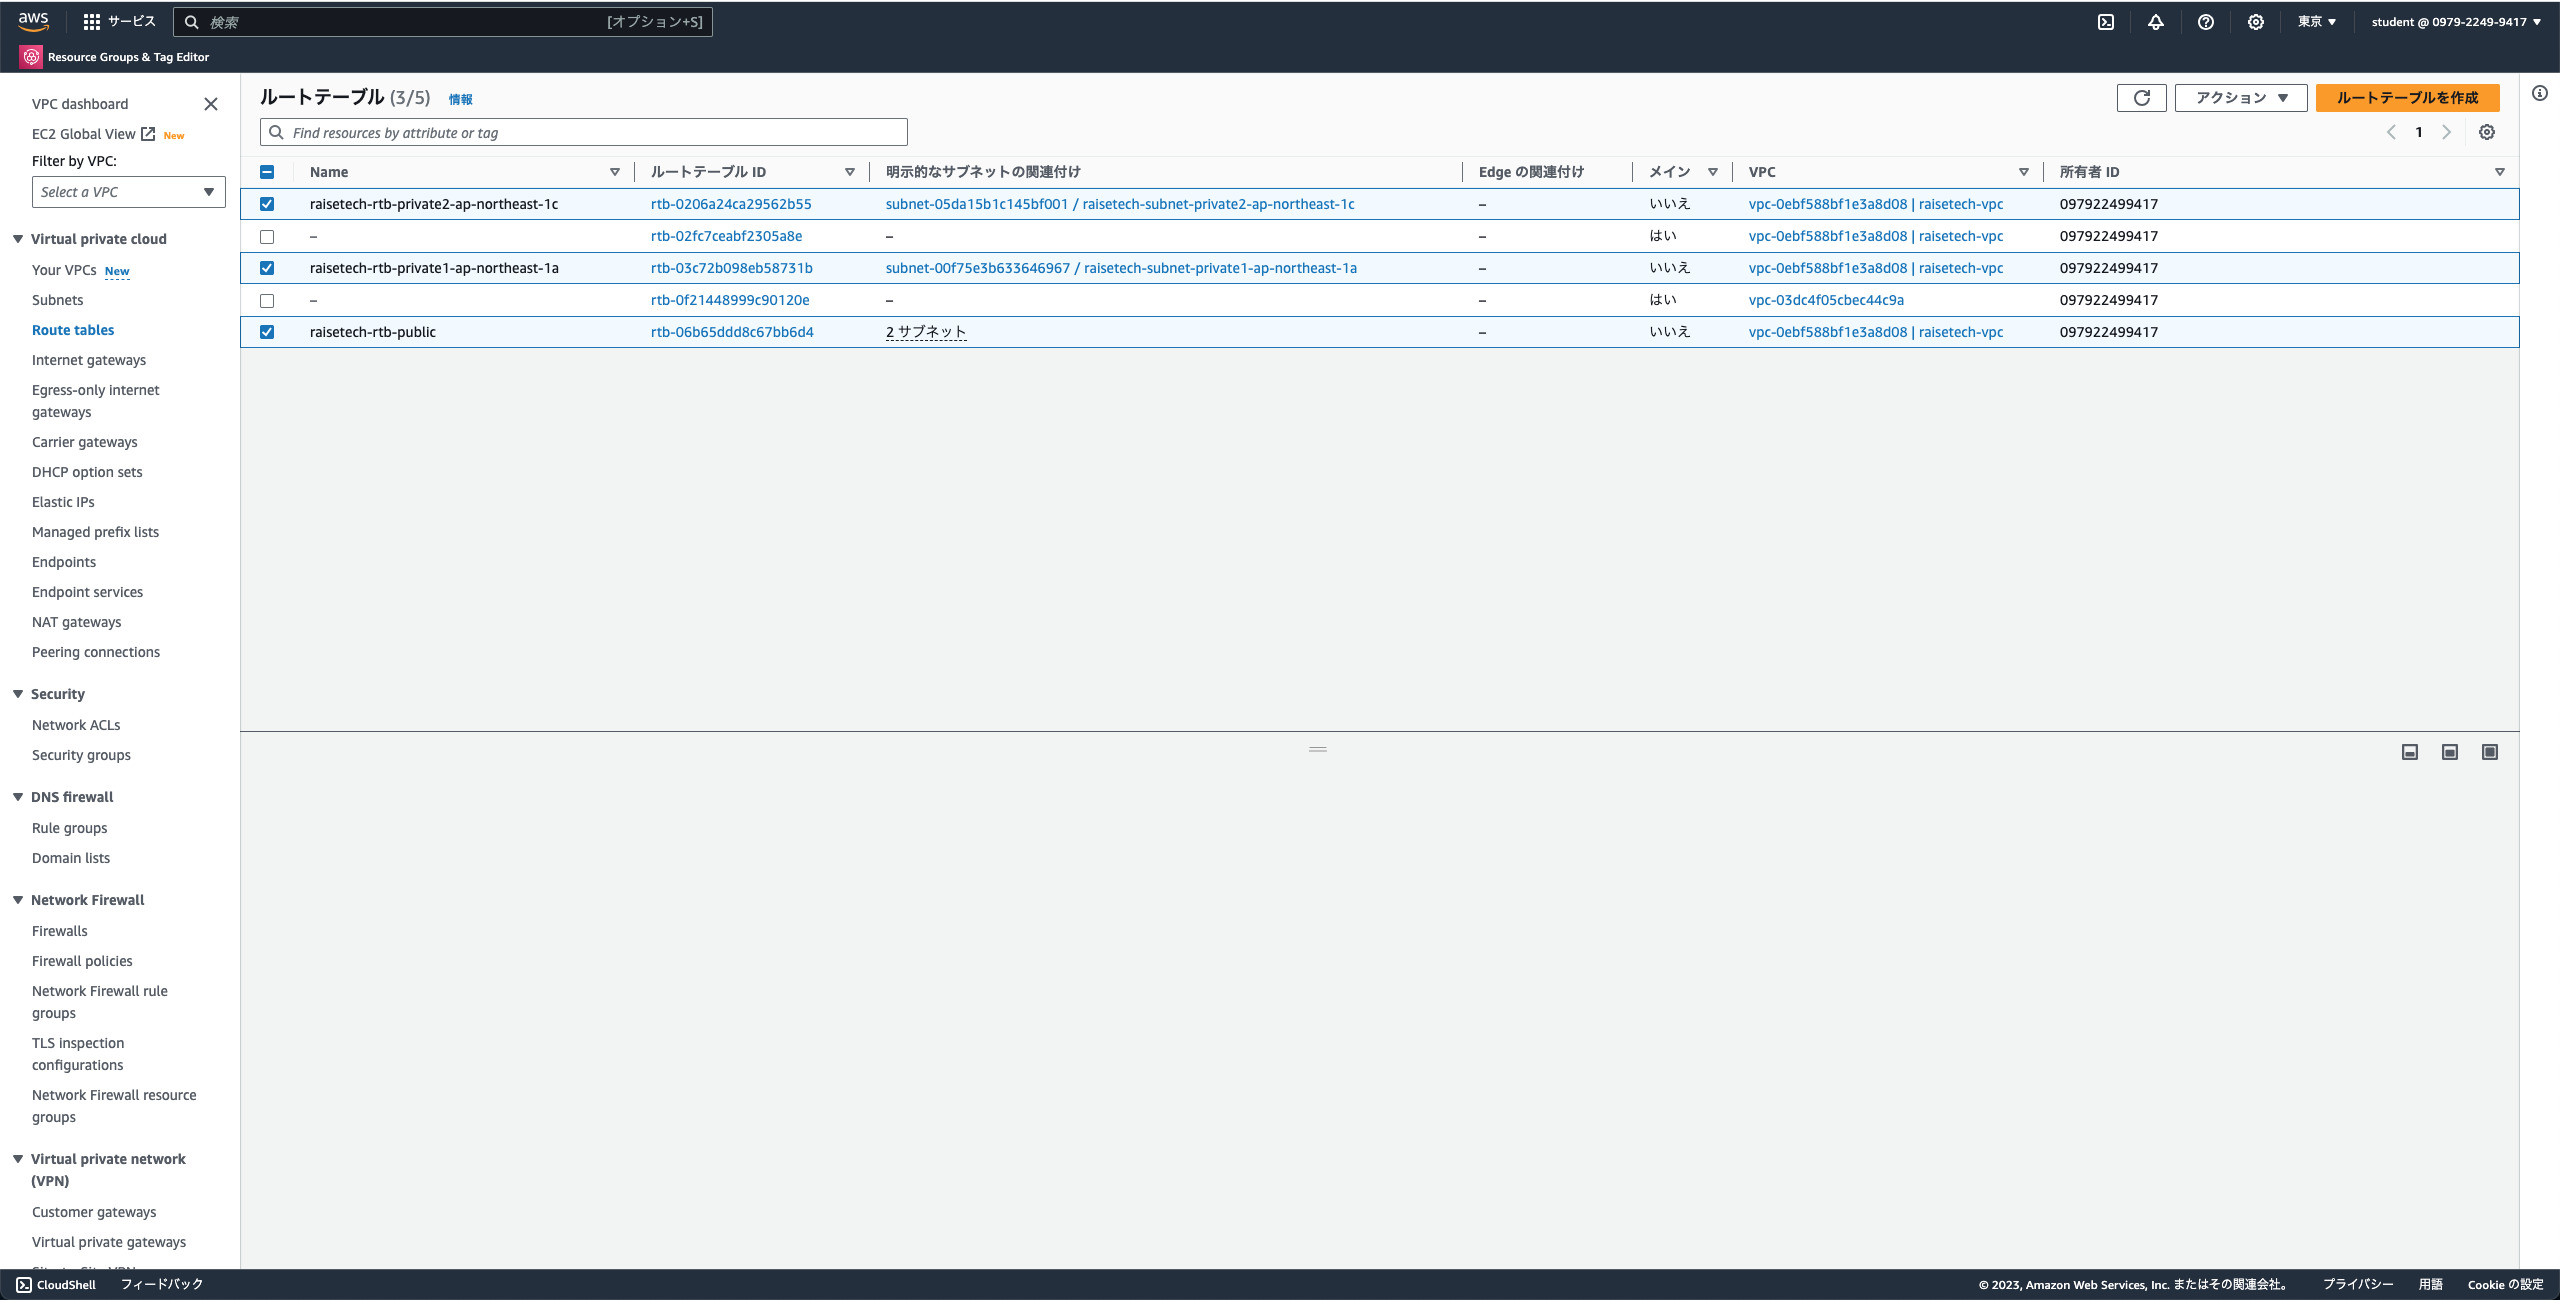 aws サービス 検索 [オプション+S] 東京 student @ 0979-2249-9417
Resource Groups & Tag Editor
VPC dashboard
EC2 Global View New
Filter by VPC:
Select a VPC
Virtual private cloud
Your VPCs New
Subnets
Route tables
Internet gateways
Egress-only internet
gateways
Carrier gateways
DHCP option sets
Elastic IPs
Managed prefix lists
Endpoints
Endpoint services
NAT gateways
Peering connections
Security
Network ACLs
Security groups
DNS firewall
Rule groups
Domain lists
Network Firewall
Firewalls
Firewall policies
Network Firewall rule
groups
TLS inspection
configurations
Network Firewall resource
groups
Virtual private network
(VPN)
Customer gateways
Virtual private gateways
ルートテーブル (3/5) 情報 アクション ルートテーブルを作成
Find resources by attribute or tag 1
Name ルートテーブル ID 明示的なサブネットの関連付け Edge の関連付け メイン VPC 所有者 ID
raisetech-rtb-private2-ap-northeast-1c rtb-0206a24ca29562b55 subnet-05da15b1c145bf001 / raisetech-subnet-private2-ap-northeast-1c – いいえ vpc-0ebf588bf1e3a8d08 | raisetech-vpc 097922499417
– rtb-02fc7ceabf2305a8e – – はい vpc-0ebf588bf1e3a8d08 | raisetech-vpc 097922499417
raisetech-rtb-private1-ap-northeast-1a rtb-03c72b098eb58731b subnet-00f75e3b633646967 / raisetech-subnet-private1-ap-northeast-1a – いいえ vpc-0ebf588bf1e3a8d08 | raisetech-vpc 097922499417
– rtb-0f21448999c90120e – – はい vpc-03dc4f05cbec44c9a 097922499417
raisetech-rtb-public rtb-06b65ddd8c67bb6d4 2 サブネット – いいえ vpc-0ebf588bf1e3a8d08 | raisetech-vpc 097922499417
CloudShell フィードバック © 2023, Amazon Web Services, Inc. またはその関連会社。 プライバシー 用語 Cookie の設定